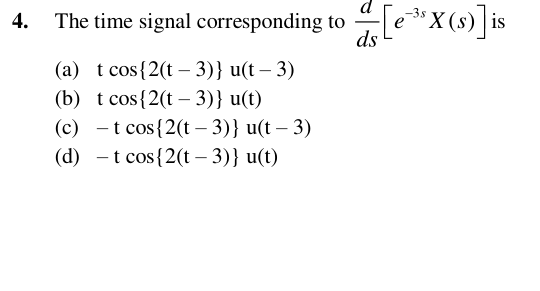 4. The time signal corresponding to d/ds [e^{-3s} X(s)] is
(a) t cos{2(t – 3)} u(t – 3)
(b) t cos{2(t – 3)} u(t)
(c) – t cos{2(t – 3)} u(t – 3)
(d) – t cos{2(t – 3)} u(t)